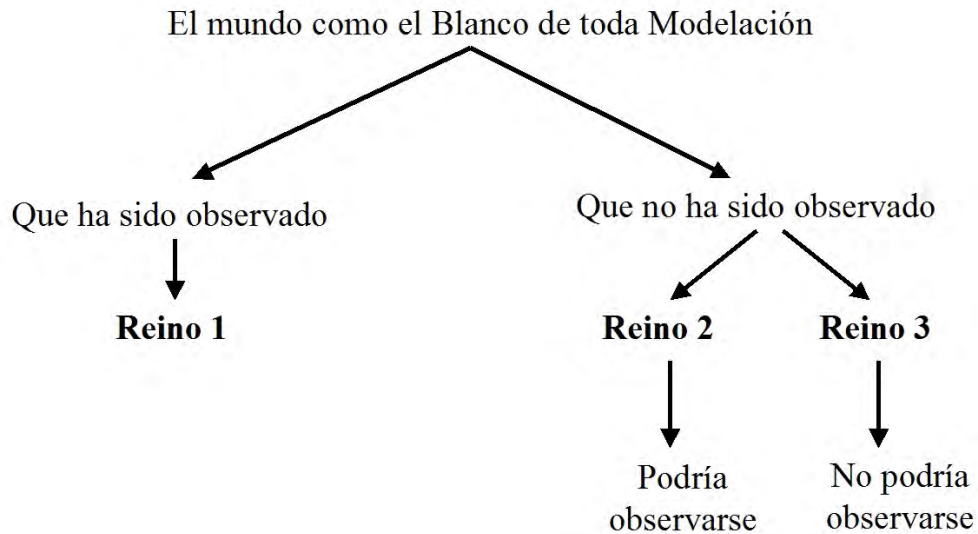 El mundo como el Blanco de toda Modelación
Que ha sido observado
Que no ha sido observado
Reino 1
Reino 2
Reino 3
Podría
observarse
No podría
observarse